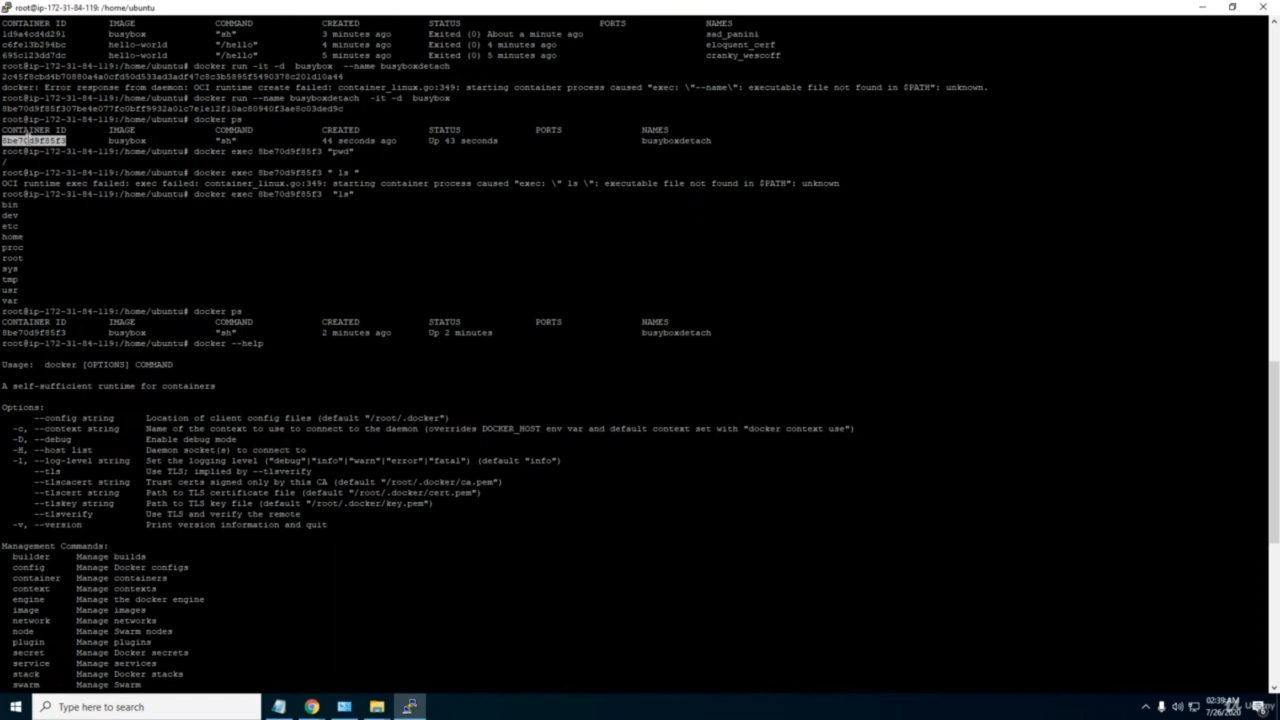 root@ip-172-31-84-119: /home/ubuntu
CONTAINER ID IMAGE COMMAND CREATED STATUS PORTS NAMES
1d9a4cd4d291 busybox "sh" 3 minutes ago Exited (0) About a minute ago sad_panini
c6fe13b294bc hello-world "/hello" 4 minutes ago Exited (0) 4 minutes ago eloquent_cerf
695c123dd7dc hello-world "/hello" 5 minutes ago Exited (0) 5 minutes ago cranky_wescoff
root@ip-172-31-84-119:/home/ubuntu# docker run -it -d busybox --name busyboxdetach
docker: Error response from daemon: OCI runtime create failed: container_linux.go:349: starting container process caused "exec: \"--name\": executable file not found in $PATH": unknown.
root@ip-172-31-84-119:/home/ubuntu# docker run --name busyboxdetach -it -d busybox
root@ip-172-31-84-119:/home/ubuntu# docker ps
CONTAINER ID IMAGE COMMAND CREATED STATUS PORTS NAMES
8be70d9f85f3 busybox "sh" 44 seconds ago Up 43 seconds busyboxdetach
root@ip-172-31-84-119:/home/ubuntu# docker exec 8be70d9f85f3 "pwd"
/
root@ip-172-31-84-119:/home/ubuntu# docker exec 8be70d9f85f3 " ls "
OCI runtime exec failed: exec failed: container_linux.go:349: starting container process caused "exec: \" ls \": executable file not found in $PATH": unknown
root@ip-172-31-84-119:/home/ubuntu# docker exec 8be70d9f85f3 "ls"
bin
dev
etc
home
proc
root
sys
tmp
usr
var
root@ip-172-31-84-119:/home/ubuntu# docker ps
CONTAINER ID IMAGE COMMAND CREATED STATUS PORTS NAMES
8be70d9f85f3 busybox "sh" 2 minutes ago Up 2 minutes busyboxdetach
root@ip-172-31-84-119:/home/ubuntu# docker --help
Usage: docker [OPTIONS] COMMAND
A self-sufficient runtime for containers
Options:
--config string Location of client config files (default "/root/.docker")
-c, --context string Name of the context to use to connect to the daemon (overrides DOCKER_HOST env var and default context set with "docker context use")
-D, --debug Enable debug mode
-H, --host list Daemon socket(s) to connect to
-l, --log-level string Set the logging level ("debug"|"info"|"warn"|"error"|"fatal") (default "info")
--tls Use TLS; implied by --tlsverify
--tlscacert string Trust certs signed only by this CA (default "/root/.docker/ca.pem")
--tlscert string Path to TLS certificate file (default "/root/.docker/cert.pem")
--tlskey string Path to TLS key file (default "/root/.docker/key.pem")
--tlsverify Use TLS and verify the remote
-v, --version Print version information and quit
Management Commands:
builder Manage builds
config Manage Docker configs
container Manage containers
context Manage contexts
engine Manage the docker engine
image Manage images
network Manage networks
node Manage Swarm nodes
plugin Manage plugins
secret Manage Docker secrets
service Manage services
stack Manage Docker stacks
swarm Manage Swarm
Type here to search
02:39 AM
7/26/2020